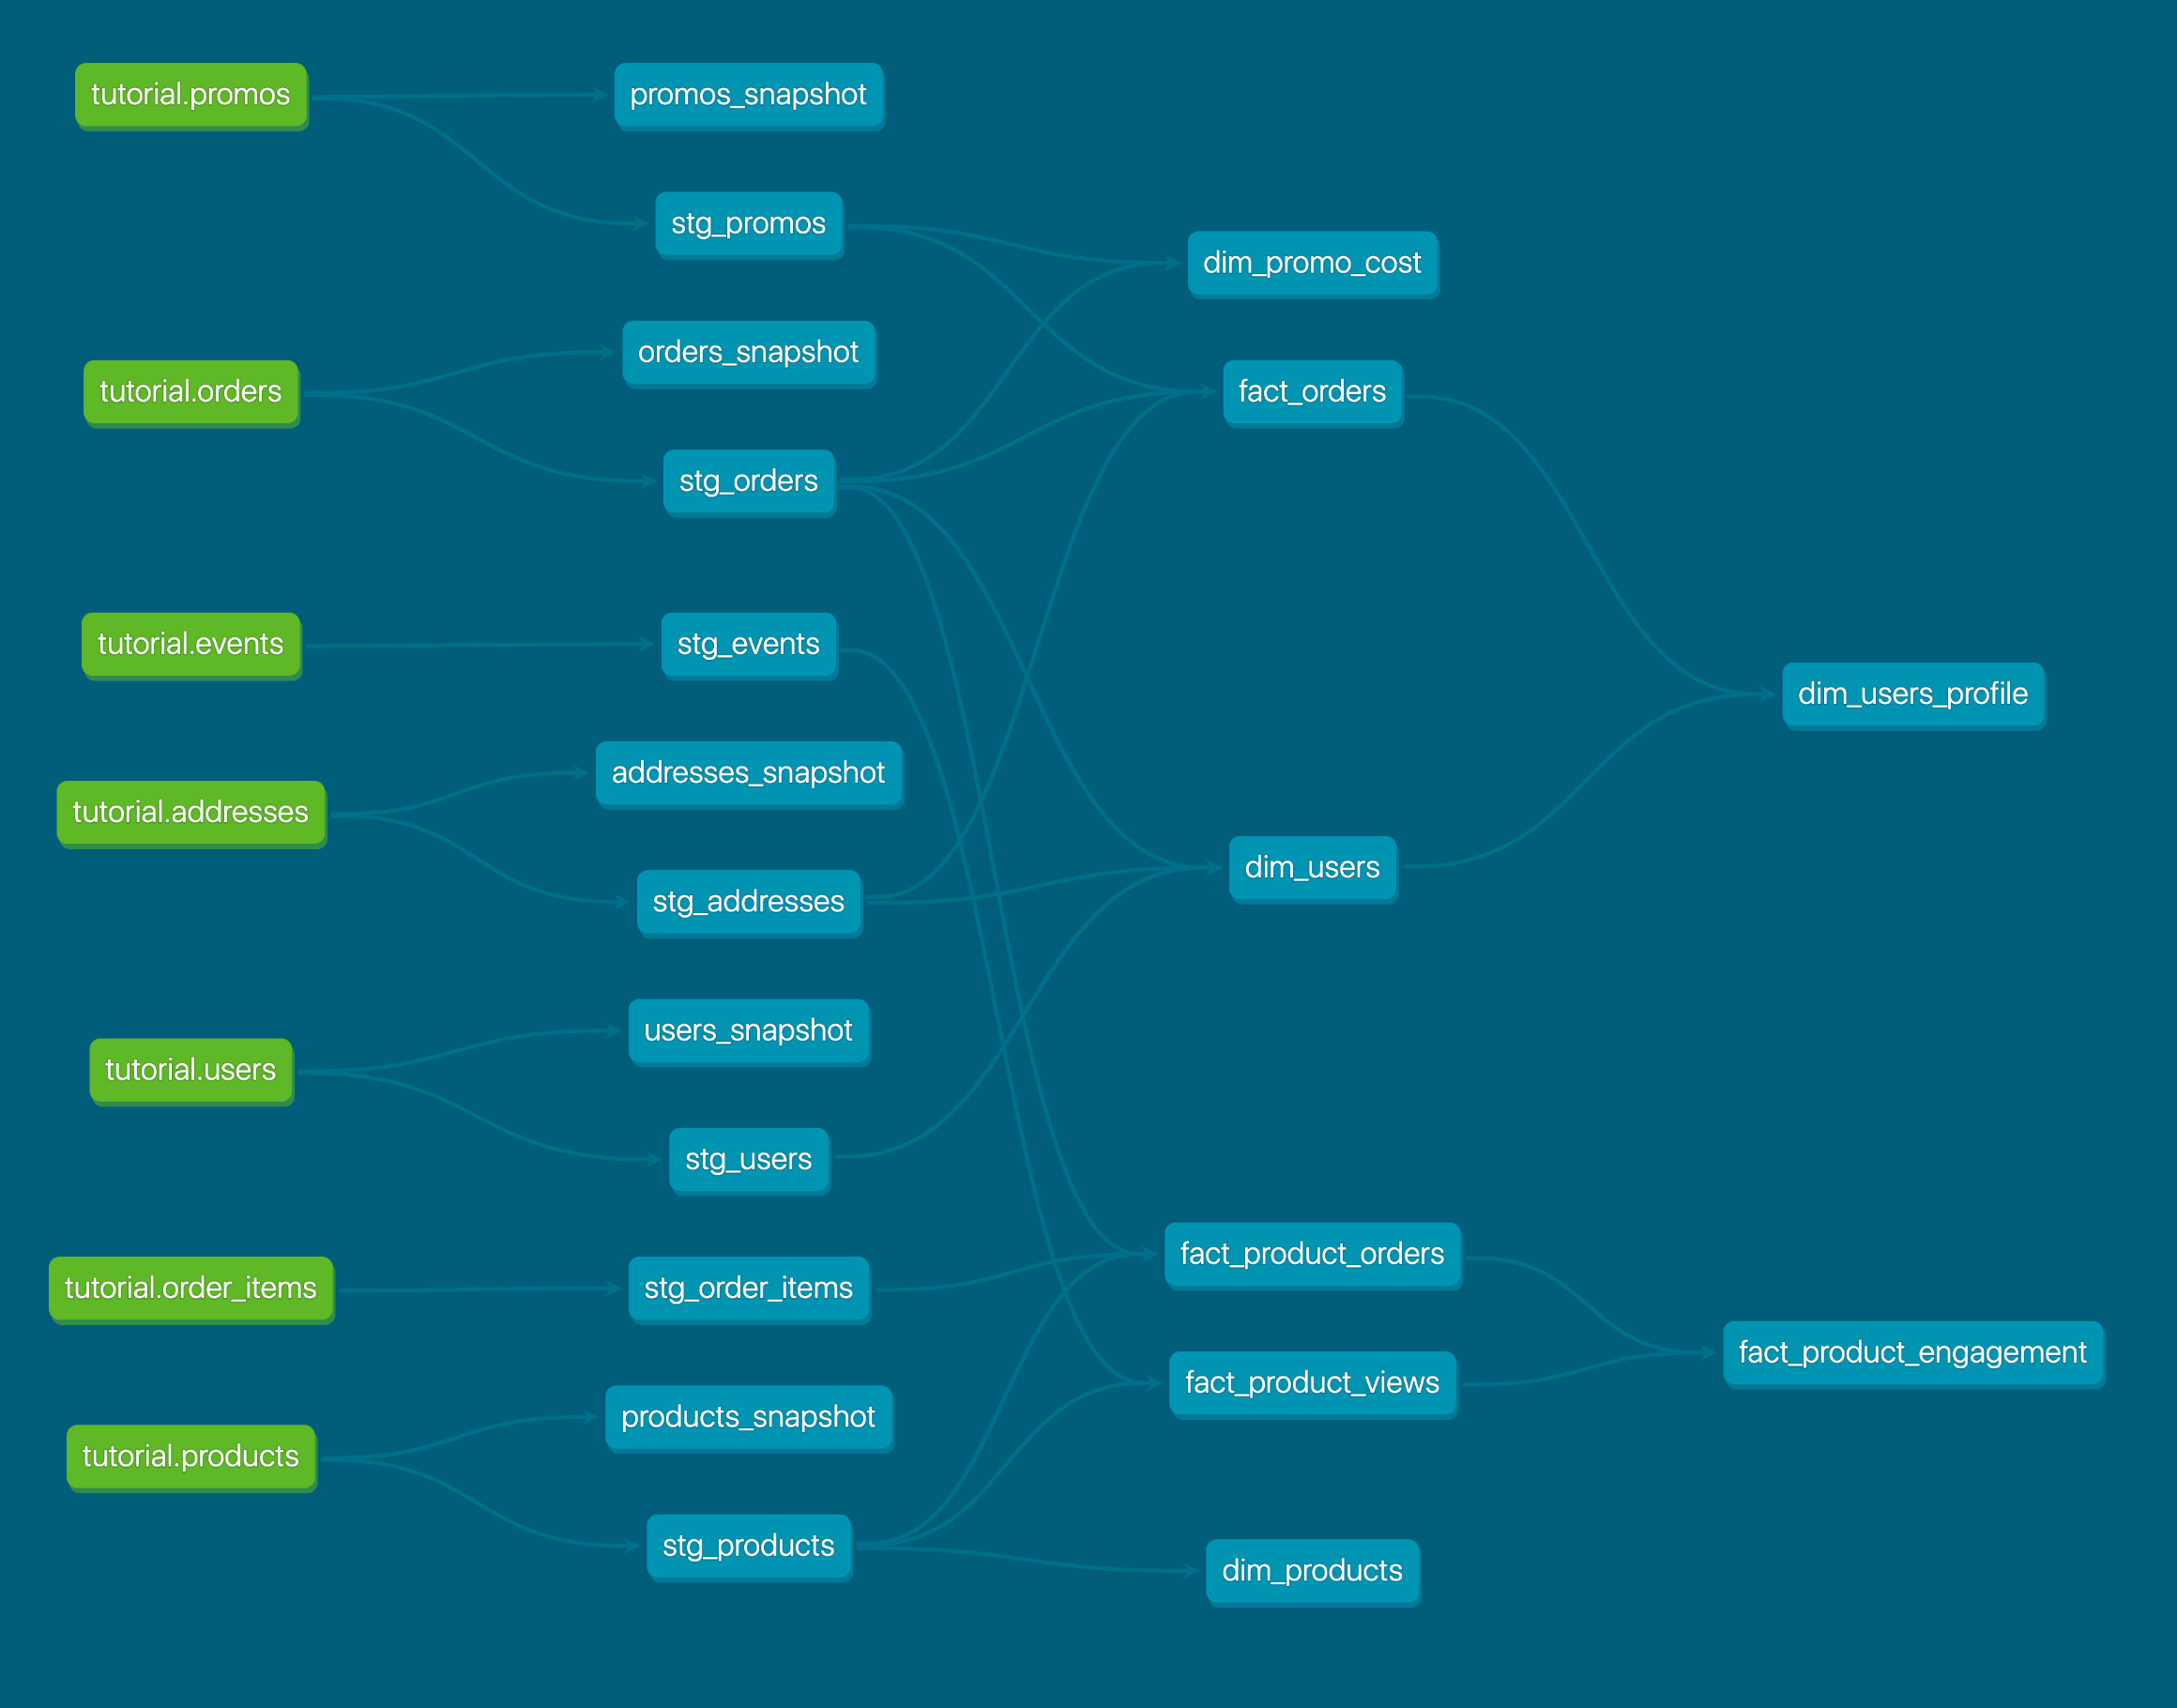 tutorial.promos
promos_snapshot
stg_promos
dim_promo_cost
orders_snapshot
tutorial.orders
fact_orders
stg_orders
tutorial.events
stg_events
dim_users_profile
addresses_snapshot
tutorial.addresses
dim_users
stg_addresses
users_snapshot
tutorial.users
stg_users
fact_product_orders
tutorial.order_items
stg_order_items
fact_product_engagement
fact_product_views
products_snapshot
tutorial.products
stg_products
dim_products